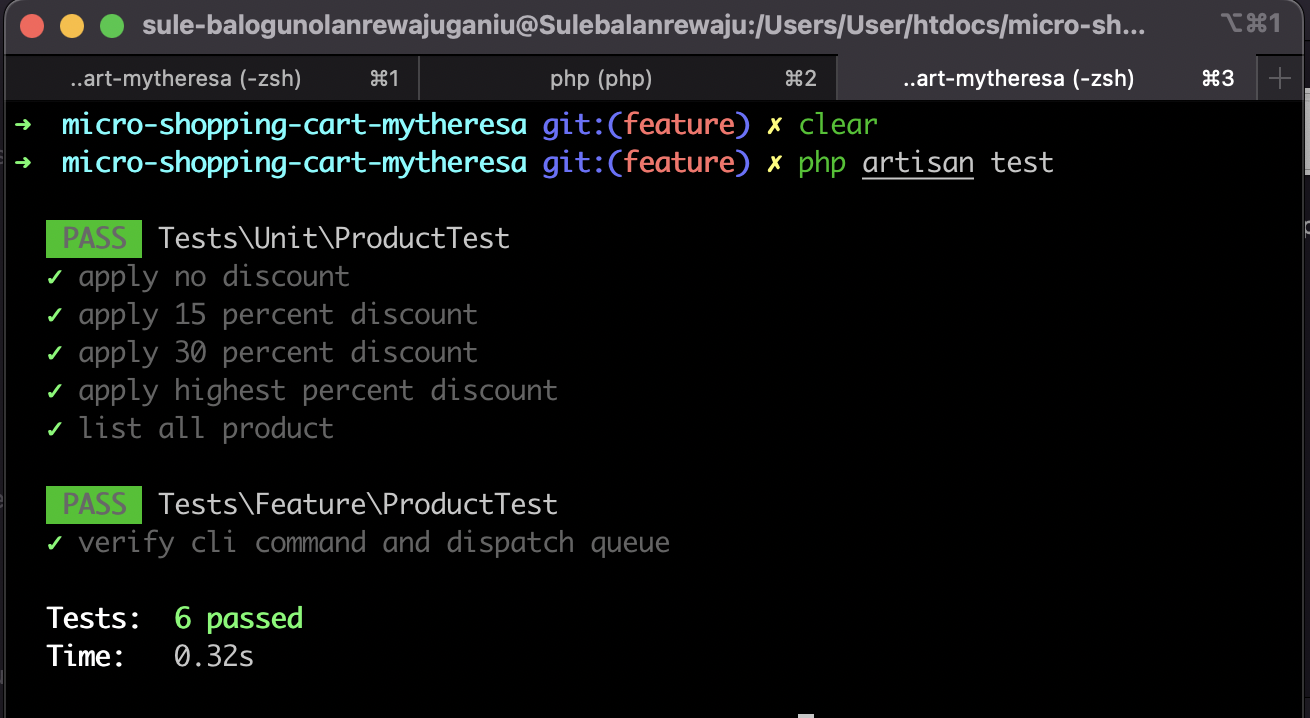 sule-balogunolanrewajuganiu@Sulebalanrewaju:/Users/User/htdocs/micro-sh... ⌥⌘1
..art-mytheresa (-zsh) ⌘1 php (php) ⌘2 ..art-mytheresa (-zsh) ⌘3 +
➜ micro-shopping-cart-mytheresa git:(feature) ✗ clear
➜ micro-shopping-cart-mytheresa git:(feature) ✗ php artisan test
PASS Tests\Unit\ProductTest
✓ apply no discount
✓ apply 15 percent discount
✓ apply 30 percent discount
✓ apply highest percent discount
✓ list all product
PASS Tests\Feature\ProductTest
✓ verify cli command and dispatch queue
Tests: 6 passed
Time: 0.32s